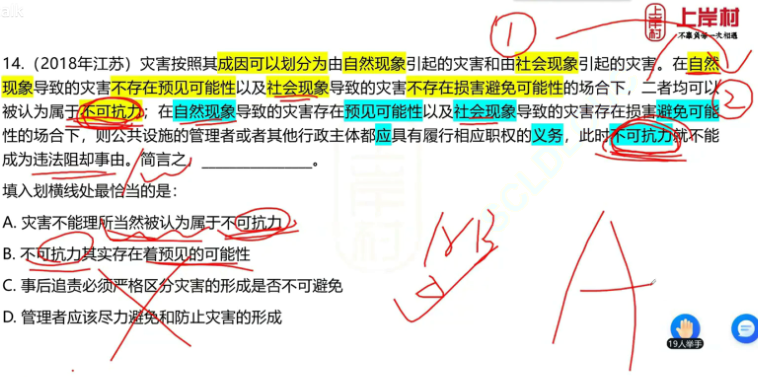 talk
①
上岸村
上岸村
不辜负每一次相遇
14.（2018年江苏）灾害按照其成因可以划分为由自然现象引起的灾害和由社会现象引起的灾害。在自然
现象导致的灾害不存在预见可能性以及社会现象导致的灾害不存在损害避免可能性的场合下，二者均可以
②
被认为属于不可抗力；在自然现象导致的灾害存在预见可能性以及社会现象导致的灾害存在损害避免可能
性的场合下，则公共设施的管理者或者其他行政主体都应具有履行相应职权的义务，此时不可抗力就不能
成为违法阻却事由。简言之，________________。
填入划横线处最恰当的是：
A. 灾害不能理所当然被认为属于不可抗力
B. 不可抗力其实存在着预见的可能性
C. 事后追责必须严格区分灾害的形成是否不可避免
D. 管理者应该尽力避免和防止灾害的形成
上岸村
A
19人举手